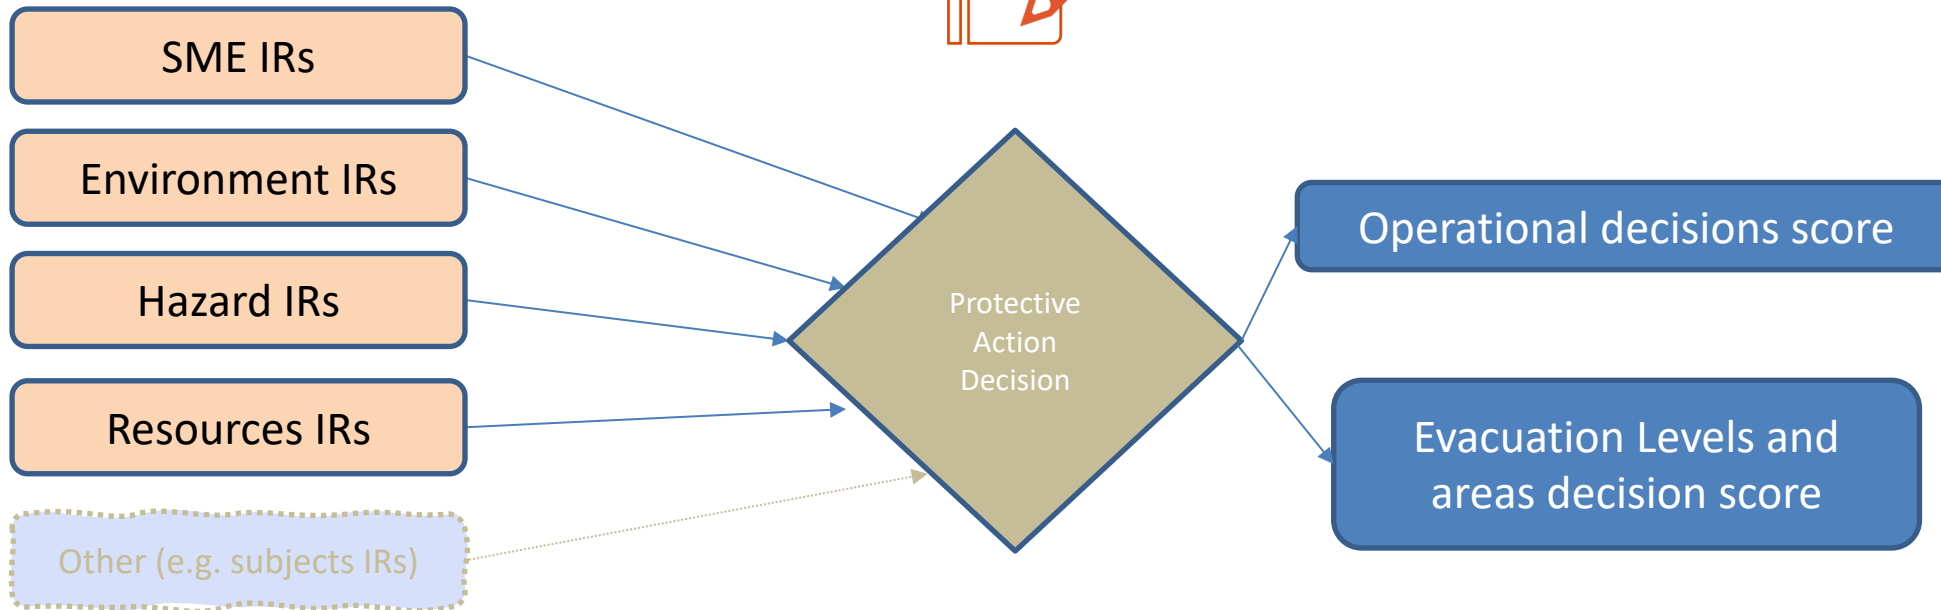 SME IRs
Environment IRs
Hazard IRs
Resources IRs
Other (e.g. subjects IRs)
Protective
Action
Decision
Operational decisions score
Evacuation Levels and
areas decision score